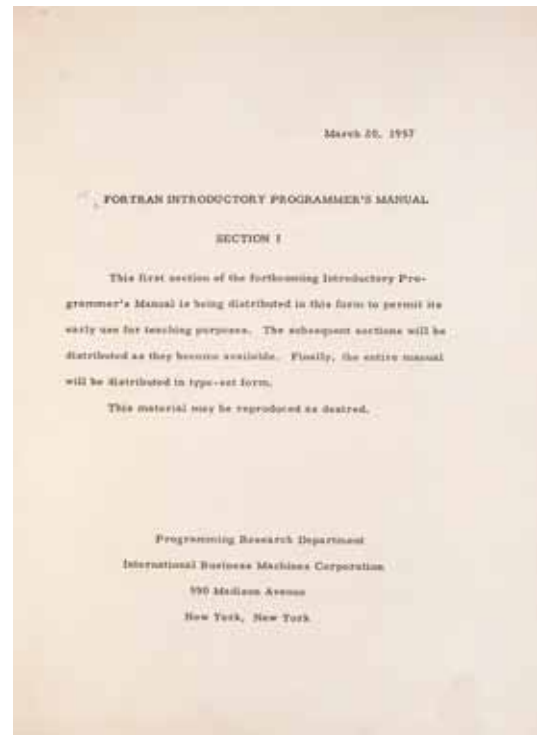 March 20, 1957
FORTRAN INTRODUCTORY PROGRAMMER'S MANUAL
SECTION I
This first section of the forthcoming Introductory Pro-
grammer's Manual is being distributed in this form to permit its
early use for teaching purposes. The subsequent sections will be
distributed as they become available. Finally, the entire manual
will be distributed in type-set form.
This material may be reproduced as desired.
Programming Research Department
International Business Machines Corporation
590 Madison Avenue
New York, New York